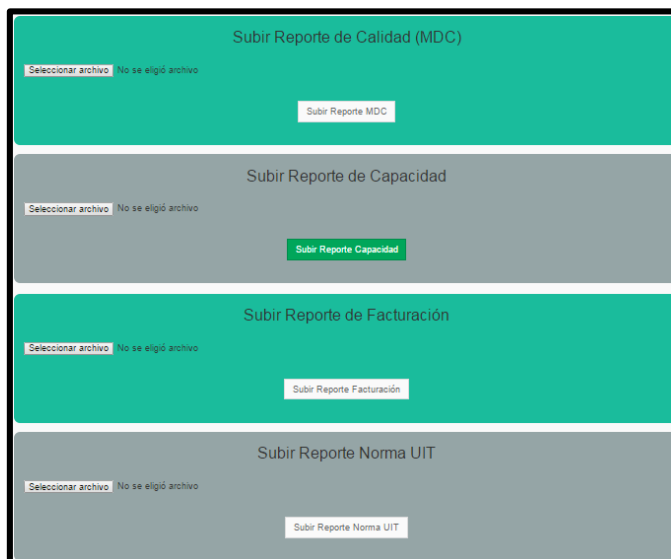 Subir Reporte de Calidad (MDC)
Seleccionar archivo No se eligió archivo
Subir Reporte MDC
Subir Reporte de Capacidad
Seleccionar archivo No se eligió archivo
Subir Reporte Capacidad
Subir Reporte de Facturación
Seleccionar archivo No se eligió archivo
Subir Reporte Facturación
Subir Reporte Norma UIT
Seleccionar archivo No se eligió archivo
Subir Reporte Norma UIT